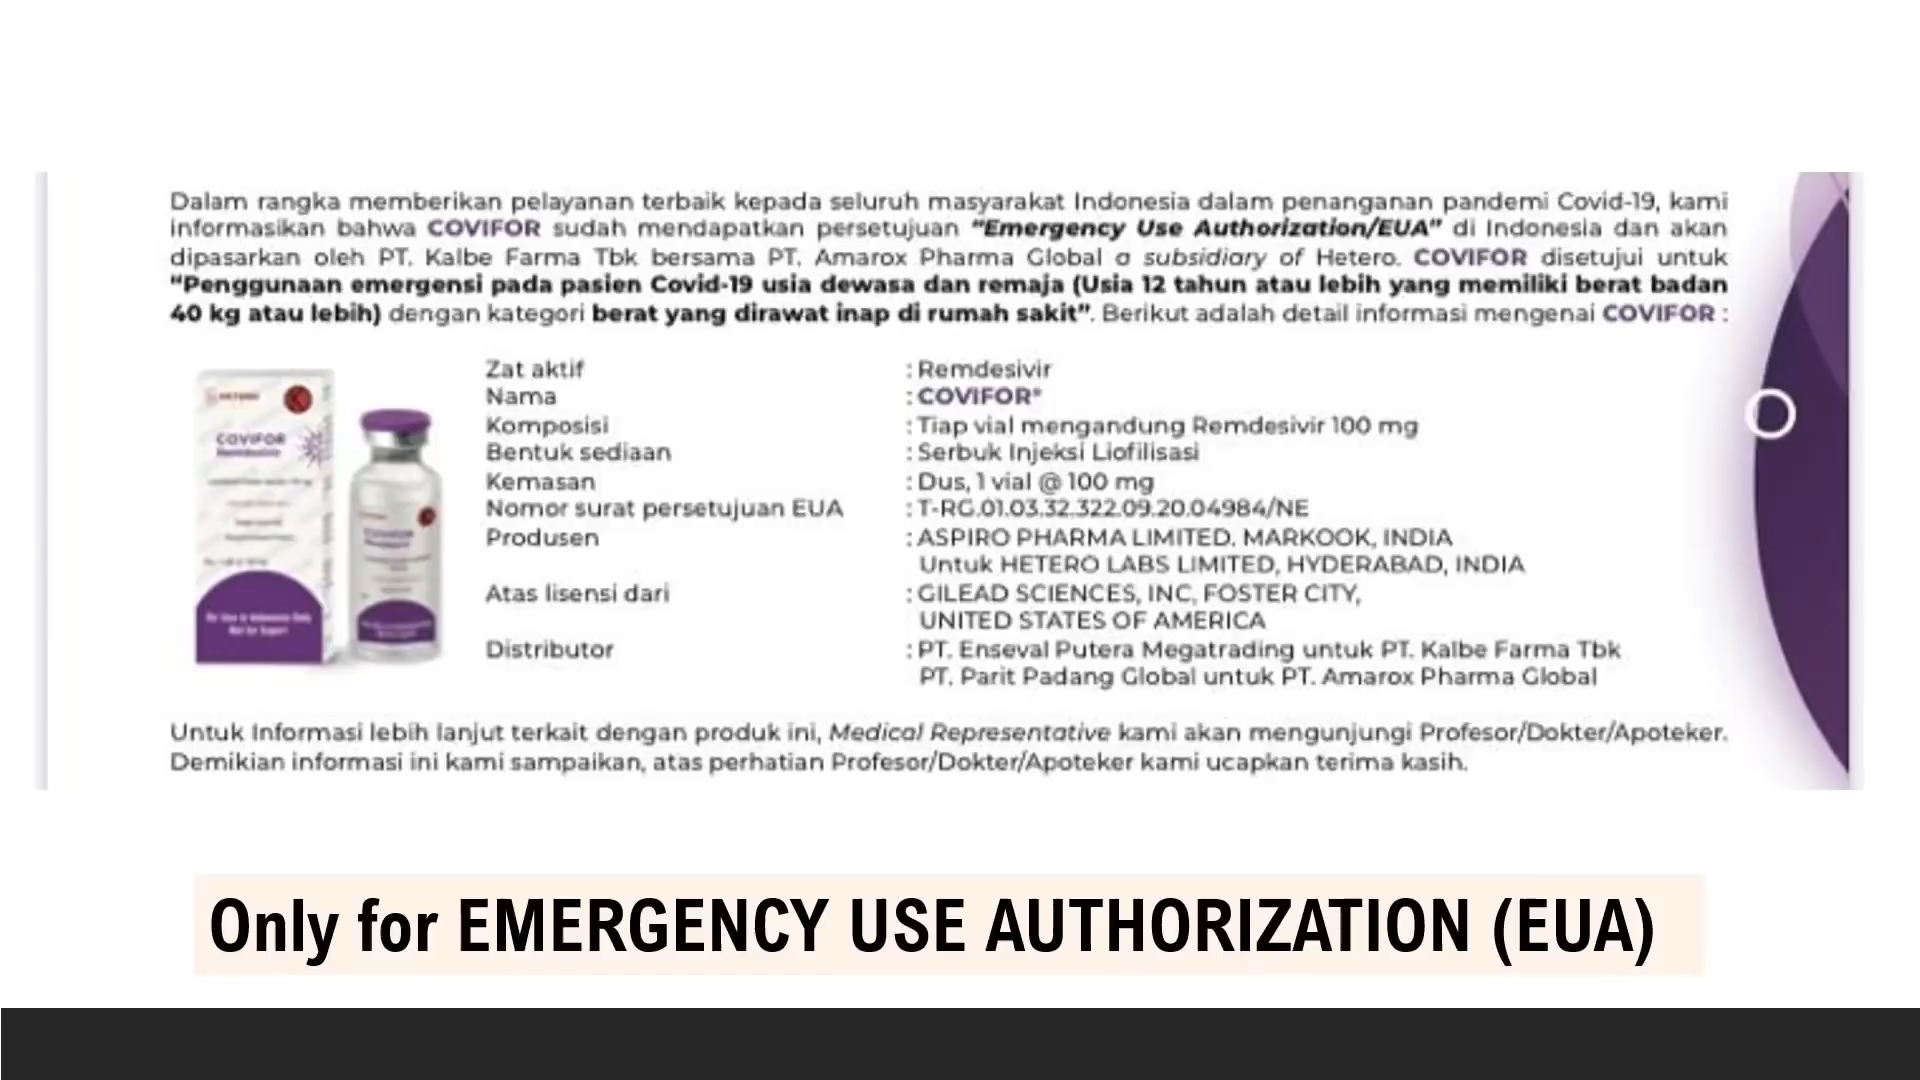 Dalam rangka memberikan pelayanan terbaik kepada seluruh masyarakat Indonesia dalam penanganan pandemi Covid-19, kami
informasikan bahwa COVIFOR sudah mendapatkan persetujuan "Emergency Use Authorization/EUA" di Indonesia dan akan
dipasarkan oleh PT. Kalbe Farma Tbk bersama PT. Amarox Pharma Global a subsidiary of Hetero. COVIFOR disetujui untuk
"Penggunaan emergensi pada pasien Covid-19 usia dewasa dan remaja (Usia 12 tahun atau lebih yang memiliki berat badan
40 kg atau lebih) dengan kategori berat yang dirawat inap di rumah sakit". Berikut adalah detail informasi mengenai COVIFOR :
Zat aktif : Remdesivir
Nama : COVIFOR®
Komposisi : Tiap vial mengandung Remdesivir 100 mg
Bentuk sediaan : Serbuk Injeksi Liofilisasi
Kemasan : Dus, 1 vial @ 100 mg
Nomor surat persetujuan EUA : T-RG.01.03.32.322.09.20.04984/NE
Produsen : ASPIRO PHARMA LIMITED. MARKOOK, INDIA
Untuk HETERO LABS LIMITED, HYDERABAD, INDIA
Atas lisensi dari : GILEAD SCIENCES, INC, FOSTER CITY,
UNITED STATES OF AMERICA
Distributor : PT. Enseval Putera Megatrading untuk PT. Kalbe Farma Tbk
PT. Parit Padang Global untuk PT. Amarox Pharma Global
HETERO
COVIFOR
Remdesivir
COVIFOR
Untuk Informasi lebih lanjut terkait dengan produk ini, Medical Representative kami akan mengunjungi Profesor/Dokter/Apoteker.
Demikian informasi ini kami sampaikan, atas perhatian Profesor/Dokter/Apoteker kami ucapkan terima kasih.
Only for EMERGENCY USE AUTHORIZATION (EUA)